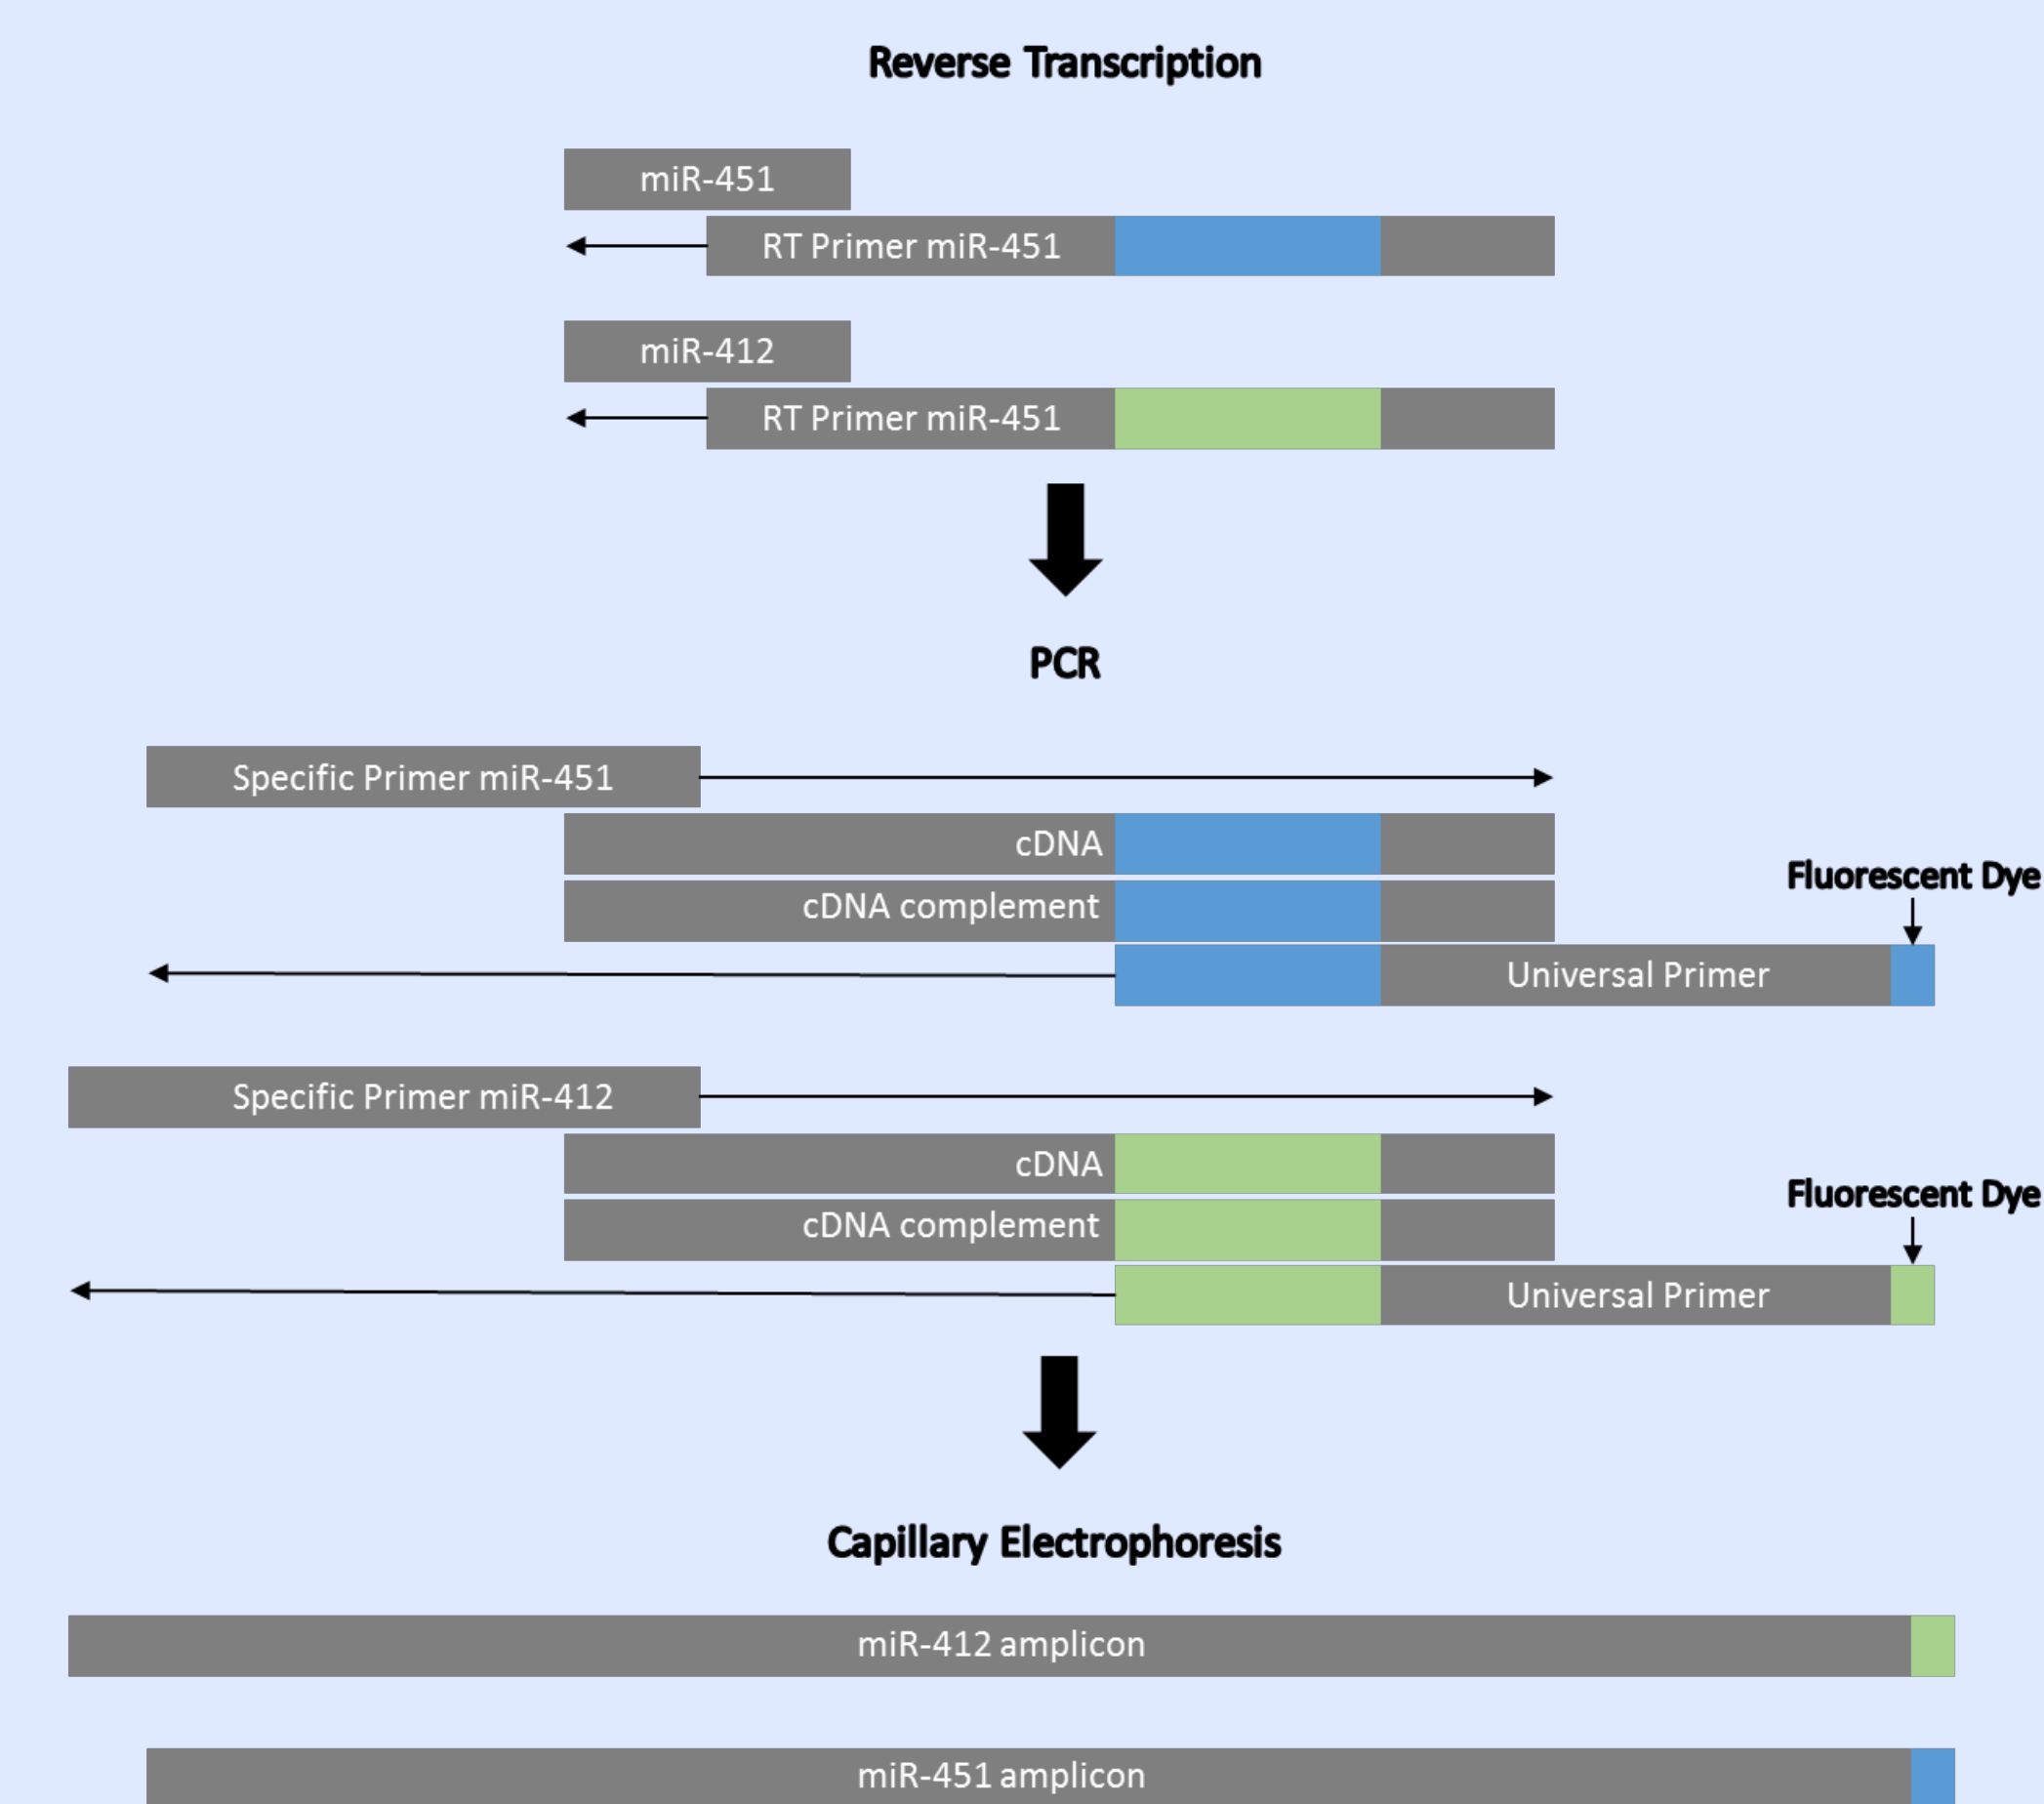 Reverse Transcription
miR-451
RT Primer miR-451
miR-412
RT Primer miR-451
PCR
Specific Primer miR-451
cDNA
cDNA complement
Fluorescent Dye
Universal Primer
Specific Primer miR-412
cDNA
cDNA complement
Fluorescent Dye
Universal Primer
Capillary Electrophoresis
miR-412 amplicon
miR-451 amplicon